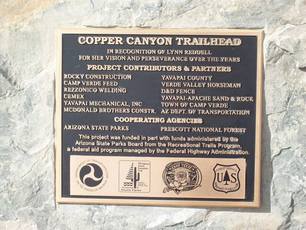 COPPER CANYON TRAILHEAD
IN RECOGNITION OF LYNN REDDELL
FOR HER VISION AND PERSEVERANCE OVER THE YEARS
PROJECT CONTRIBUTORS & PARTNERS
ROCKY CONSTRUCTION
CAMP VERDE FEED
REZZONICO WELDING
CEMEX
YAVAPAI MECHANICAL, INC
MCDONALD BROTHERS CONSTR.
YAVAPAI COUNTY
VERDE VALLEY HORSEMAN
D&D FENCE
YAVAPAI-APACHE SAND & ROCK
TOWN OF CAMP VERDE
AZ DEPT. OF TRANSPORTATION
COOPERATING AGENCIES
ARIZONA STATE PARKS
PRESCOTT NATIONAL FOREST
This project was funded in part with funds administered by the
Arizona State Parks Board from the Recreational Trails Program,
a federal aid program managed by the Federal Highway Administration.
UAS